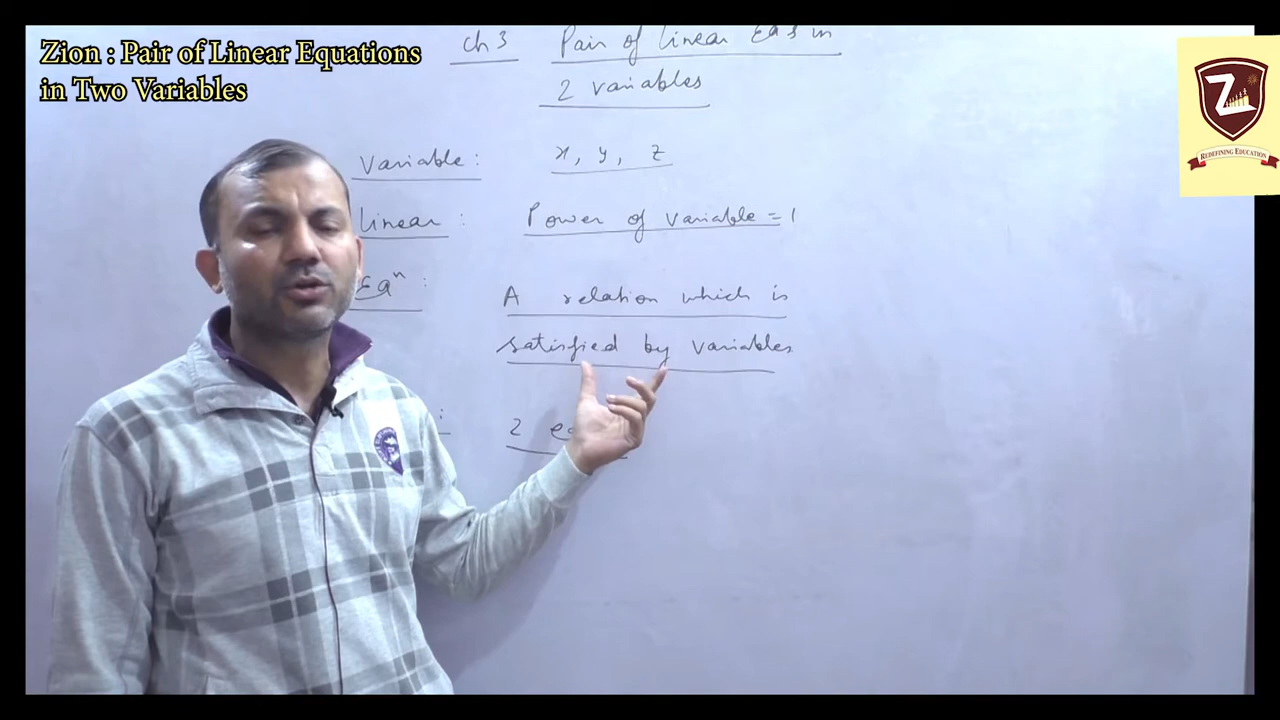 Zion : Pair of Linear Equations
in Two Variables
Ch 3 Pair of linear Eqs in
2 variables
Variable : x, y, z
Linear : Power of variable = 1
Eqⁿ : A relation which is
satisfied by variables
: 2
Z
REDEFINING EDUCATION